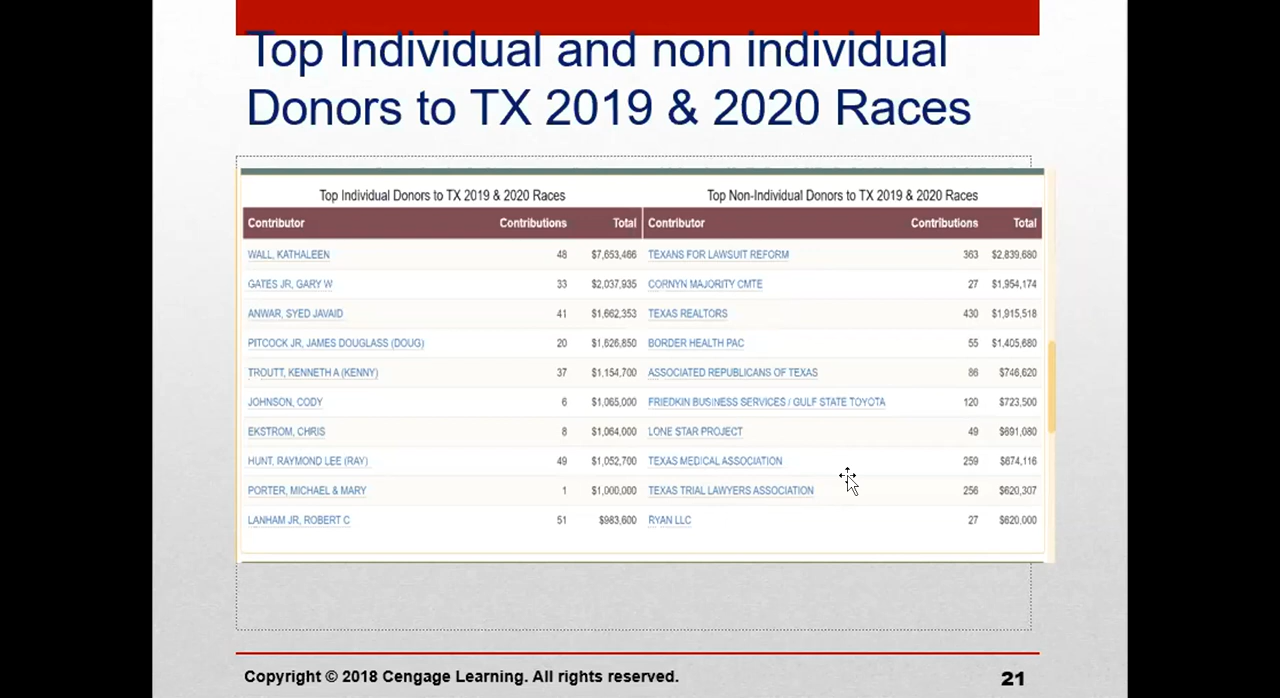 Top Individual and non individual
Donors to TX 2019 & 2020 Races
Top Individual Donors to TX 2019 & 2020 Races
Contributor Contributions Total
WALL, KATHALEEN 48 $7,653,466
GATES JR, GARY W 33 $2,037,935
ANWAR, SYED JAVAID 41 $1,662,353
PITCOCK JR, JAMES DOUGLASS (DOUG) 20 $1,626,850
TROUTT, KENNETH A (KENNY) 37 $1,154,700
JOHNSON, CODY 6 $1,065,000
EKSTROM, CHRIS 8 $1,064,000
HUNT, RAYMOND LEE (RAY) 49 $1,052,700
PORTER, MICHAEL & MARY 1 $1,000,000
LANHAM JR, ROBERT C 51 $983,600
Top Non-Individual Donors to TX 2019 & 2020 Races
Contributor Contributions Total
TEXANS FOR LAWSUIT REFORM 363 $2,839,680
CORNYN MAJORITY CMTE 27 $1,954,174
TEXAS REALTORS 430 $1,915,518
BORDER HEALTH PAC 55 $1,405,680
ASSOCIATED REPUBLICANS OF TEXAS 86 $746,620
FRIEDKIN BUSINESS SERVICES / GULF STATE TOYOTA 120 $723,500
LONE STAR PROJECT 49 $691,080
TEXAS MEDICAL ASSOCIATION 259 $674,116
TEXAS TRIAL LAWYERS ASSOCIATION 256 $620,307
RYAN LLC 27 $620,000
Copyright © 2018 Cengage Learning. All rights reserved.
21